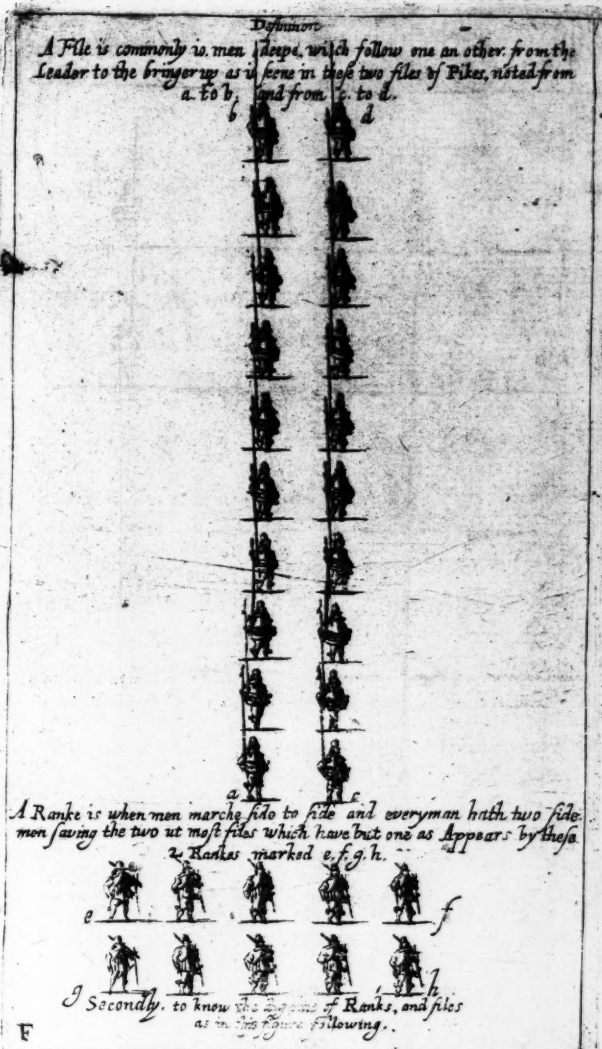 Definition
A File is commonly 10. men deepe, wich follow one an other. from the
Leader to the bringer up as is seene in these two files of Pikes, noted from
a. to b. and from c. to d.
b d
a c
A Ranke is when men marche side to side and everyman hath two side
men saving the two ut most files which have but one as Appears by these
2 Rankes marked e. f. g. h.
e f
g h
Secondly. to know the of Ranks, and files
as in this figure following.
F